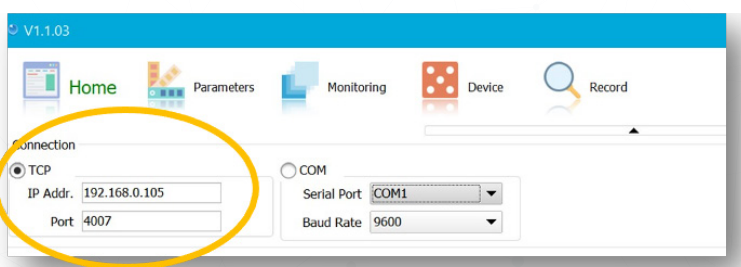 V1.1.03
Home Parameters Monitoring Device Record
Connection
TCP
IP Addr. 192.168.0.105
Port 4007
COM
Serial Port COM1
Baud Rate 9600